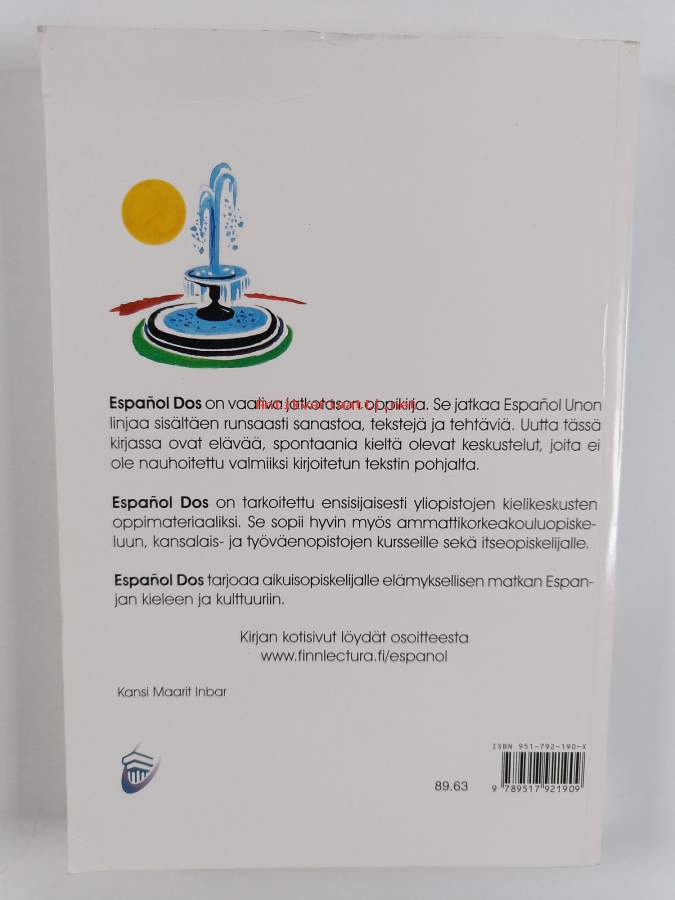 Español Dos on vaativa jatkotason oppikirja. Se jatkaa Español Unon
linjaa sisältäen runsaasti sanastoa, tekstejä ja tehtäviä. Uutta tässä
kirjassa ovat elävää, spontaania kieltä olevat keskustelut, joita ei
ole nauhoitettu valmiiksi kirjoitetun tekstin pohjalta.
Español Dos on tarkoitettu ensisijaisesti yliopistojen kielikeskusten
oppimateriaaliksi. Se sopii hyvin myös ammattikorkeakouluopiske-
luun, kansalais- ja työväenopistojen kursseille sekä itseopiskelijalle.
Español Dos tarjoaa aikuisopiskelijalle elämyksellisen matkan Espan-
jan kieleen ja kulttuuriin.
Kirjan kotisivut löydät osoitteesta
www.finnlectura.fi/espanol
Kansi Maarit Inbar
ISBN 951-792-190-X
89.63
9 789517 921909